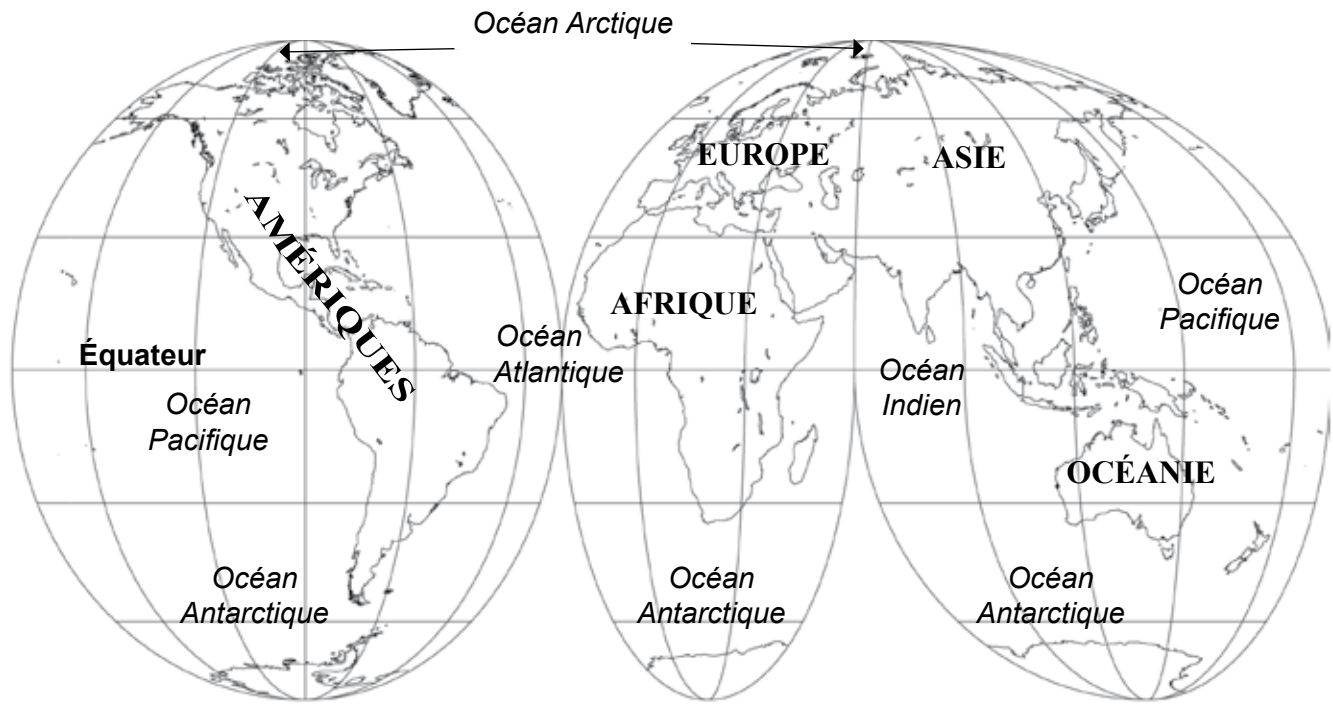 Océan Arctique
EUROPE
ASIE
AMÉRIQUES
AFRIQUE
Océan
Pacifique
Océan
Atlantique
Équateur
Océan
Indien
Océan
Pacifique
OCÉANIE
Océan
Antarctique
Océan
Antarctique
Océan
Antarctique